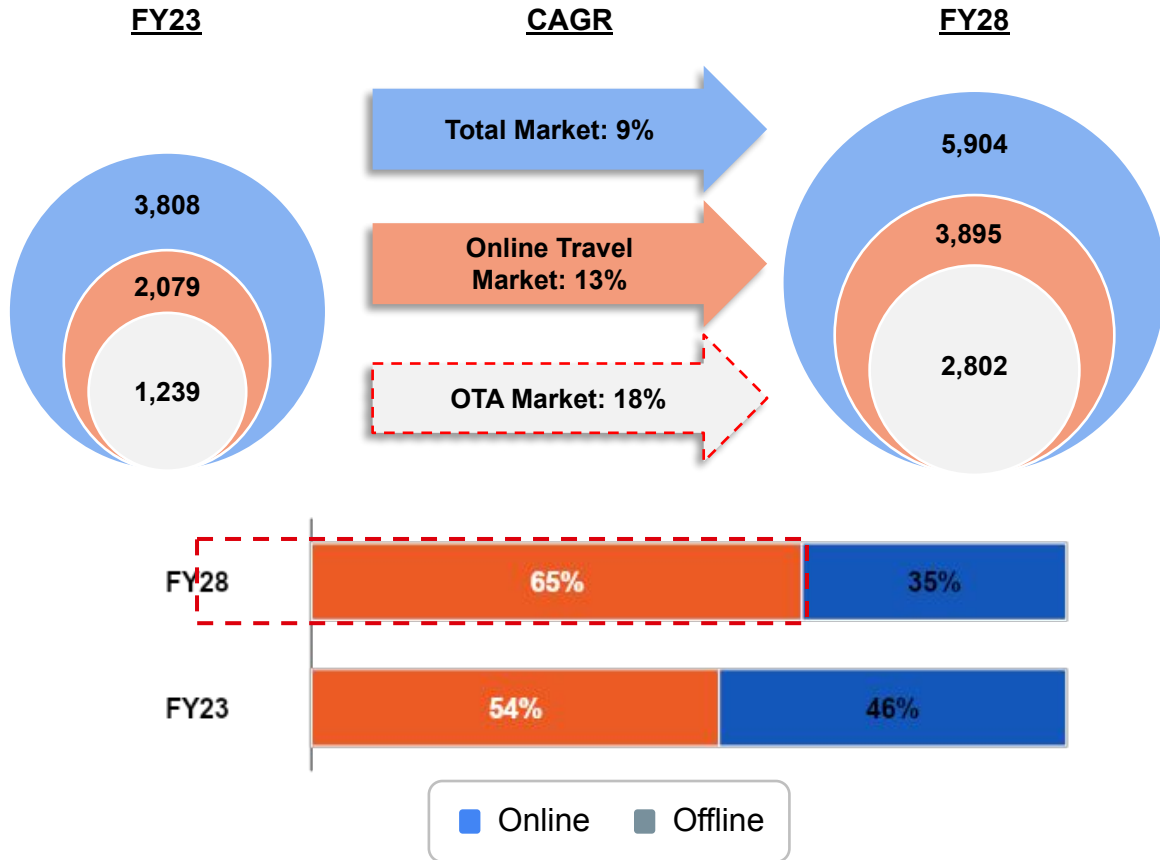 FY23
CAGR
FY28
Total Market: 9%
5,904
3,808
3,895
Online Travel
Market: 13%
2,079
2,802
1,239
OTA Market: 18%
FY28
65%
35%
FY23
54%
46%
Online
Offline